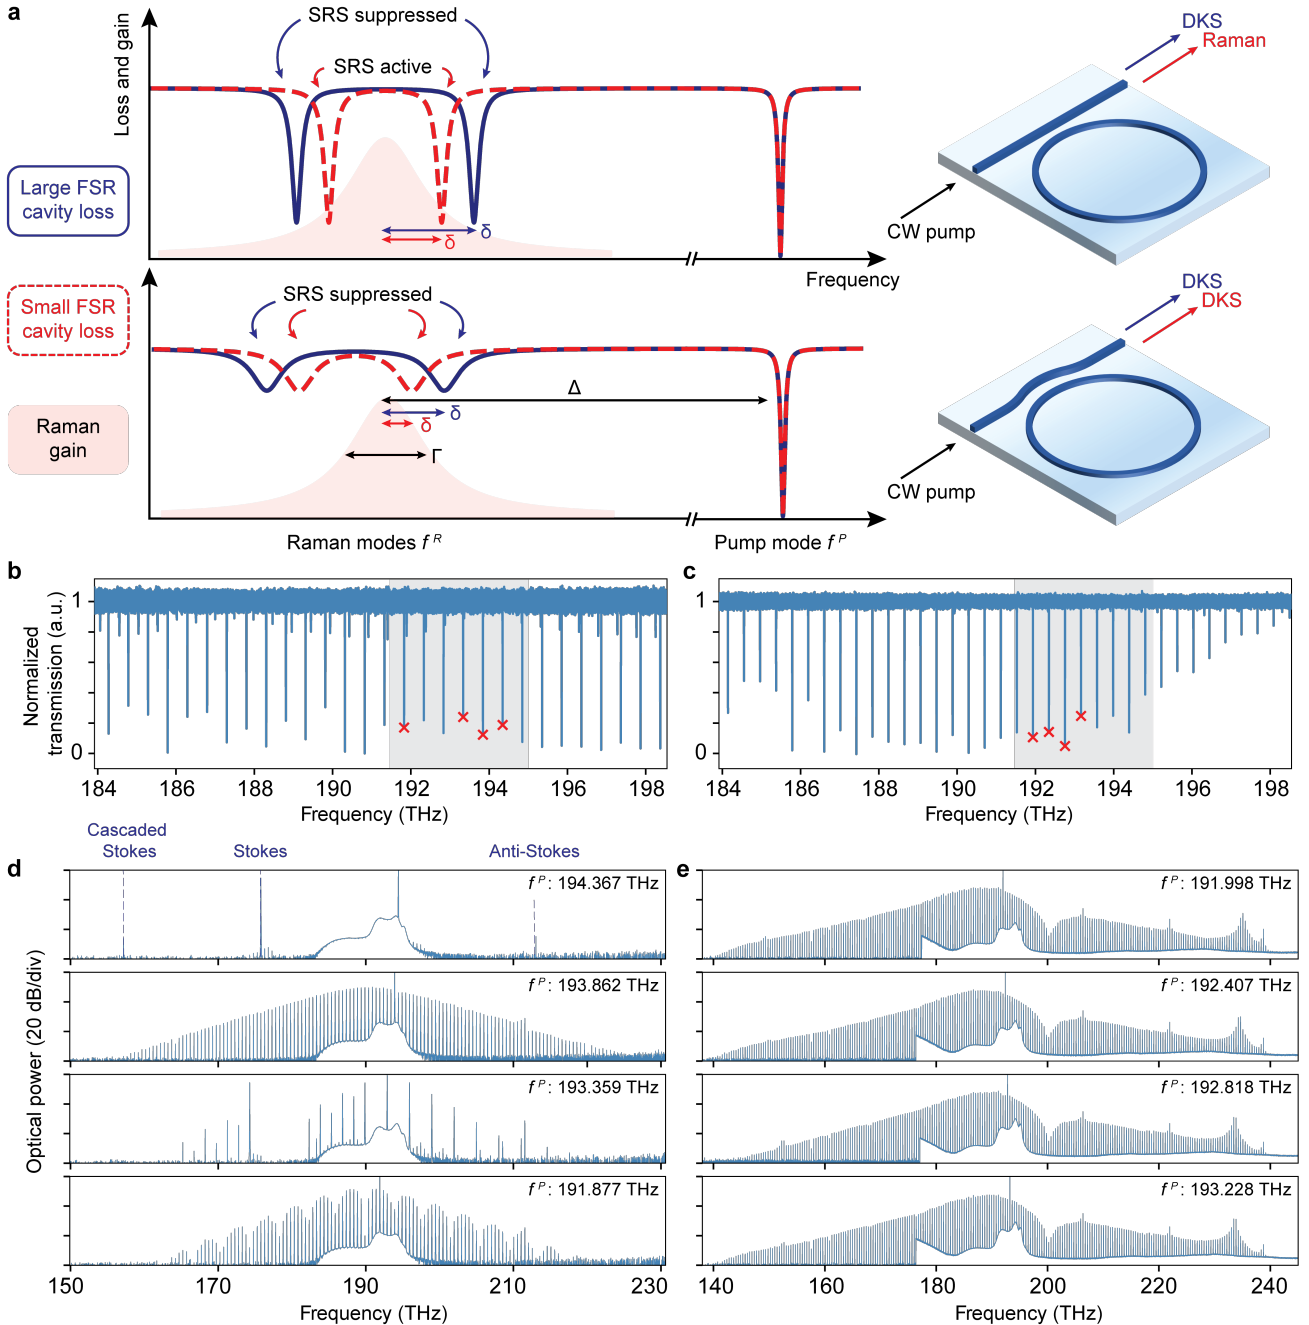 a
Loss and gain
SRS suppressed
SRS active
DKS
Raman
Large FSR
cavity loss
δ
δ
CW pump
Frequency
Small FSR
cavity loss
SRS suppressed
DKS
DKS
Δ
δ
δ
Raman
gain
Γ
CW pump
Raman modes f R
Pump mode f P
b
Normalized
transmission (a.u.)
1
0
184 186 188 190 192 194 196 198
Frequency (THz)
c
1
0
184 186 188 190 192 194 196 198
Frequency (THz)
Cascaded
Stokes
Stokes
Anti-Stokes
d
Optical power (20 dB/div)
f P: 194.367 THz
f P: 193.862 THz
f P: 193.359 THz
f P: 191.877 THz
150 170 190 210 230
Frequency (THz)
e
f P: 191.998 THz
f P: 192.407 THz
f P: 192.818 THz
f P: 193.228 THz
140 160 180 200 220 240
Frequency (THz)